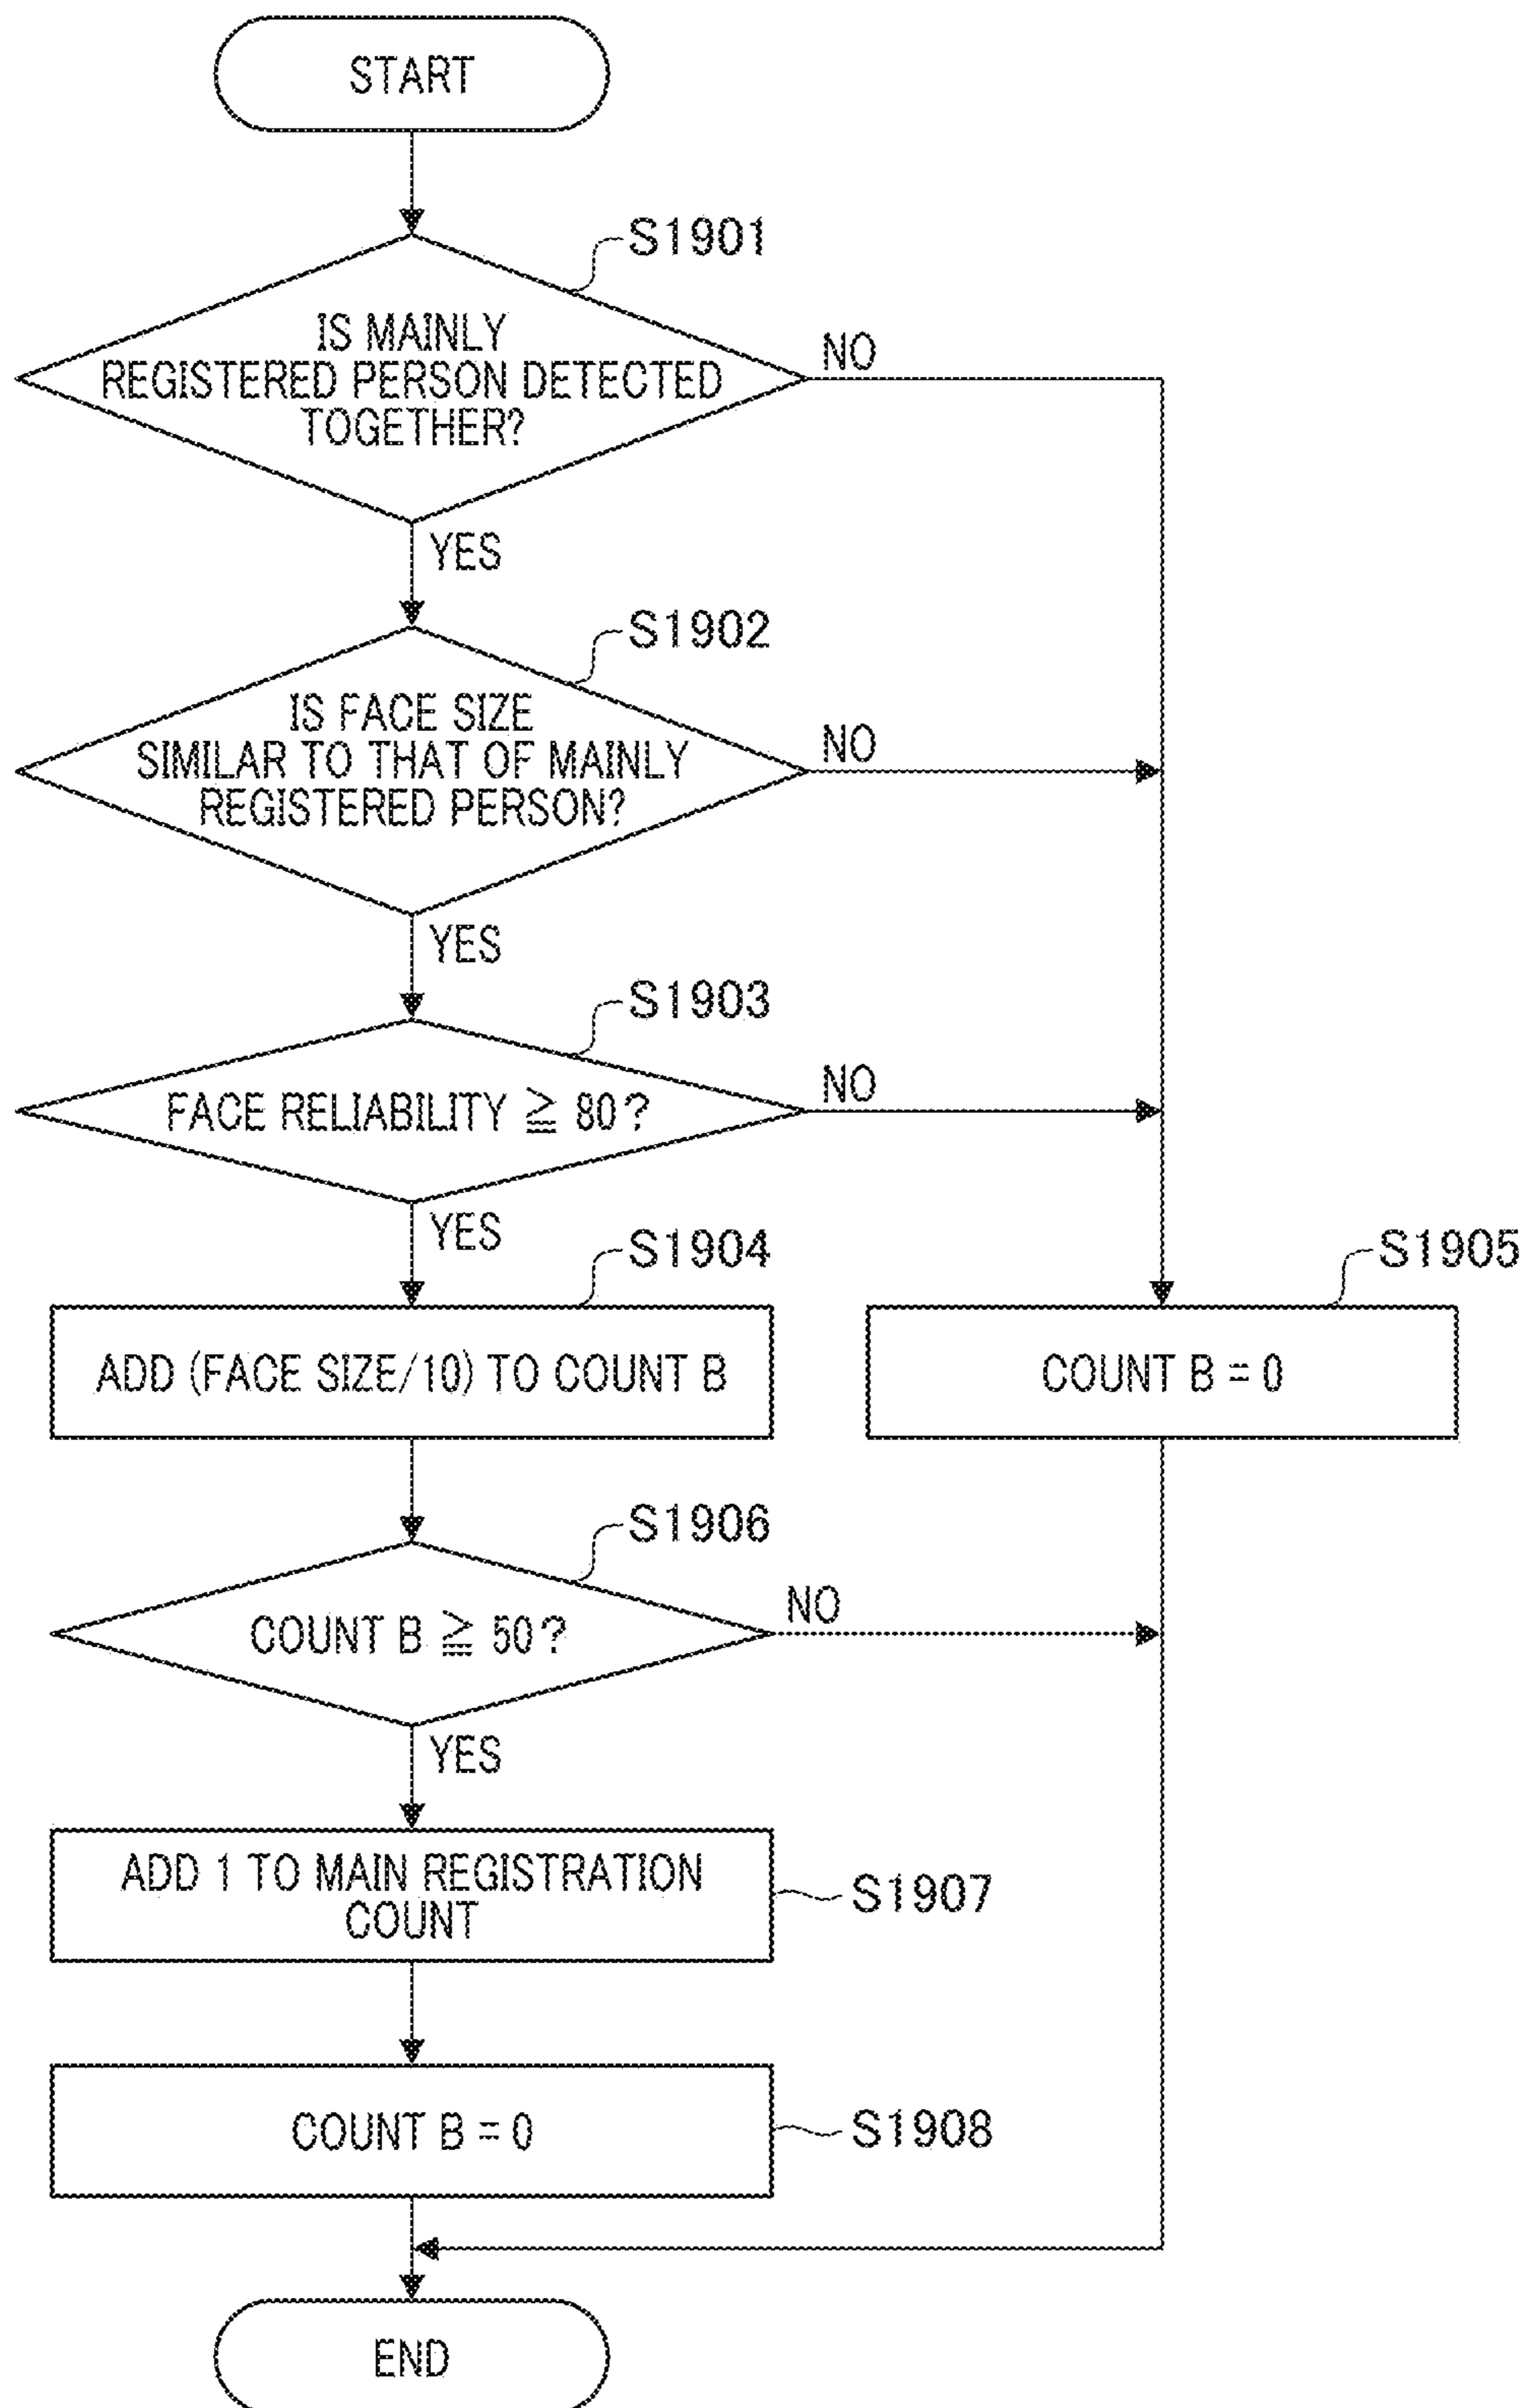 START
S1901
IS MAINLY
REGISTERED PERSON DETECTED
TOGETHER?
NO
YES
S1902
IS FACE SIZE
SIMILAR TO THAT OF MAINLY
REGISTERED PERSON?
NO
YES
S1903
FACE RELIABILITY ≧ 80?
NO
YES
S1904
ADD (FACE SIZE/10) TO COUNT B
S1905
COUNT B = 0
S1906
COUNT B ≧ 50?
NO
YES
ADD 1 TO MAIN REGISTRATION
COUNT
S1907
COUNT B = 0
S1908
END